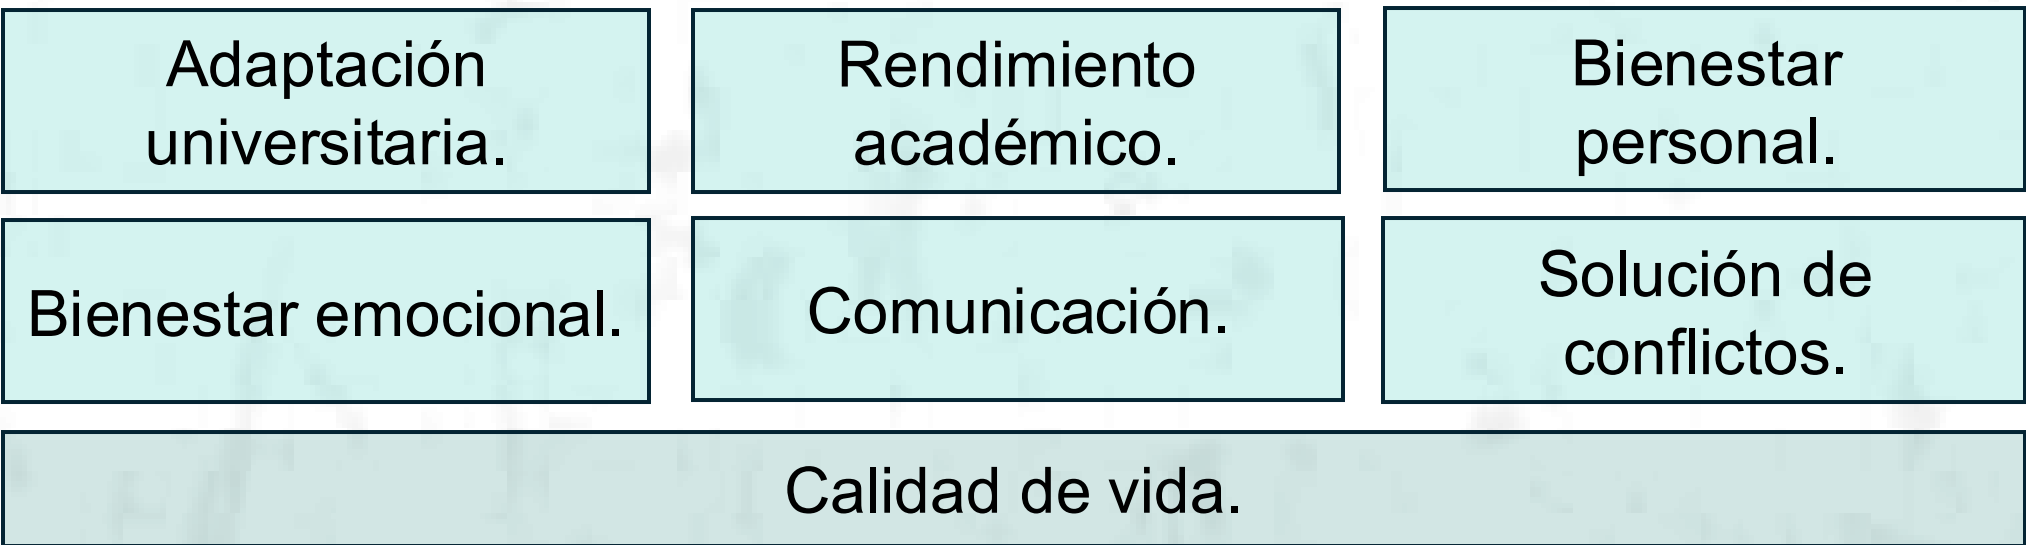 Adaptación
universitaria.
Rendimiento
académico.
Bienestar
personal.
Bienestar emocional.
Comunicación.
Solución de
conflictos.
Calidad de vida.